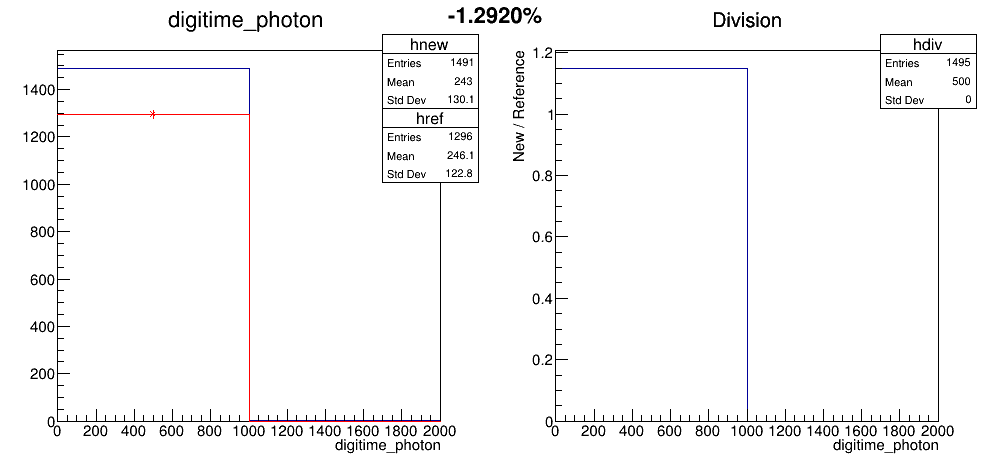 -1.2920%
digitime_photon
hnew
Entries 1491
Mean 243
Std Dev 130.1
href
Entries 1296
Mean 246.1
Std Dev 122.8
1400
1200
1000
800
600
400
200
0
0 200 400 600 800 1000 1200 1400 1600 1800 2000
digitime_photon
Division
hdiv
Entries 1495
Mean 500
Std Dev 0
New / Reference
1.2
1
0.8
0.6
0.4
0.2
0
0 200 400 600 800 1000 1200 1400 1600 1800 2000
digitime_photon